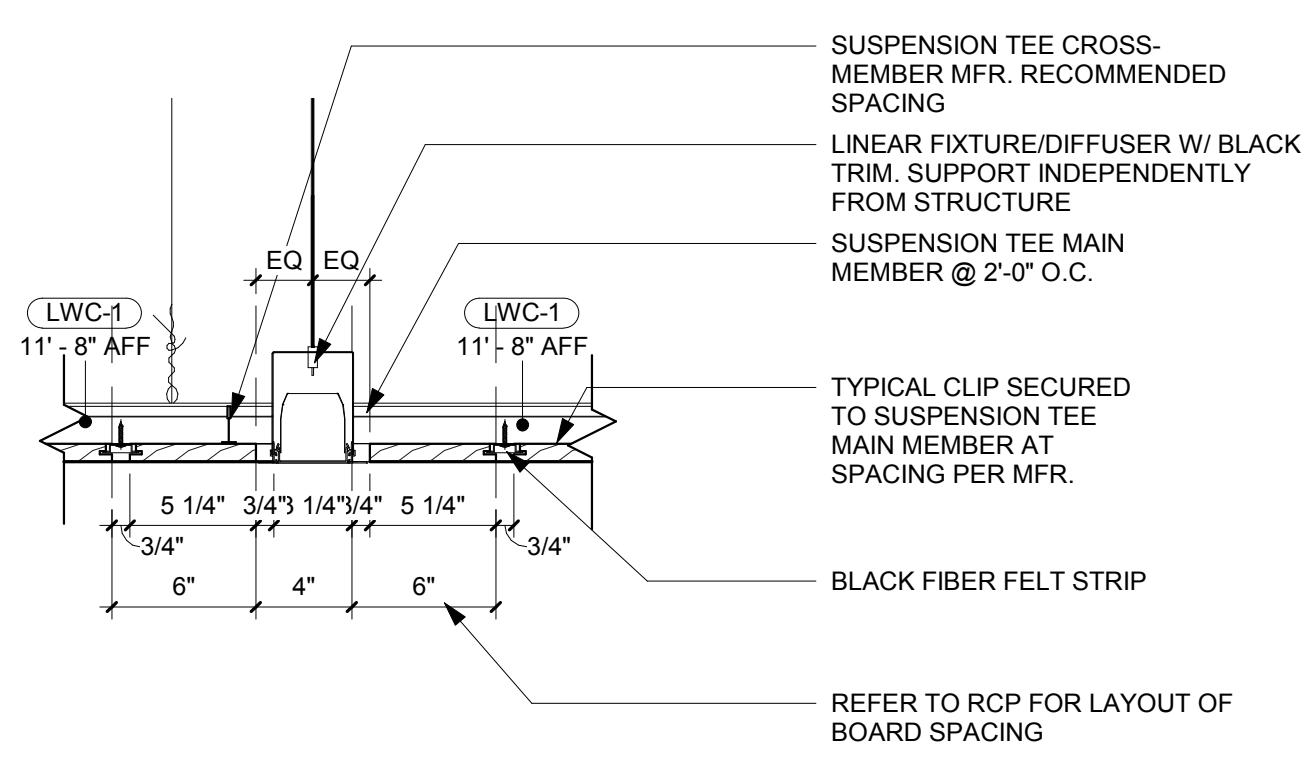 SUSPENSION TEE CROSS-
MEMBER MFR. RECOMMENDED
SPACING
LINEAR FIXTURE/DIFFUSER W/ BLACK
TRIM. SUPPORT INDEPENDENTLY
FROM STRUCTURE
SUSPENSION TEE MAIN
MEMBER @ 2'-0" O.C.
EQ EQ
LWC-1 LWC-1
11' - 8" AFF 11' - 8" AFF
TYPICAL CLIP SECURED
TO SUSPENSION TEE
MAIN MEMBER AT
SPACING PER MFR.
5 1/4" 3/4" 3 1/4" 3/4" 5 1/4"
3/4" 3/4"
BLACK FIBER FELT STRIP
6" 4" 6"
REFER TO RCP FOR LAYOUT OF
BOARD SPACING